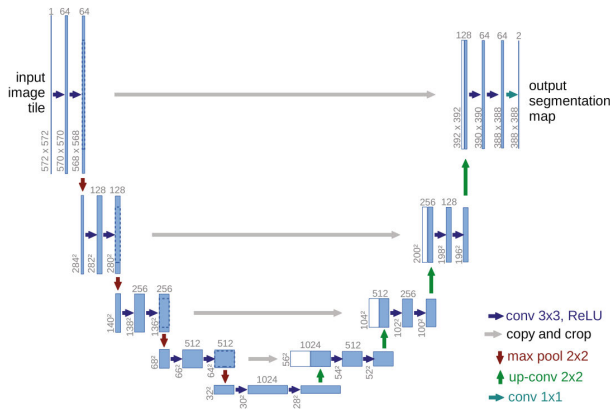 1 64 64
128 64 64 2
input
image
tile
output
segmentation
map
572 x 572
570 x 570
568 x 568
392 x 392
390 x 390
388 x 388
388 x 388
128 128
256 128
284²
282²
280²
200²
198²
196²
256 256
512 256
140²
138²
136²
104²
102²
100²
conv 3x3, ReLU
copy and crop
max pool 2x2
up-conv 2x2
conv 1x1
512 512
1024 512
68²
66²
64²
56²
54²
52²
1024
32²
30²
28²